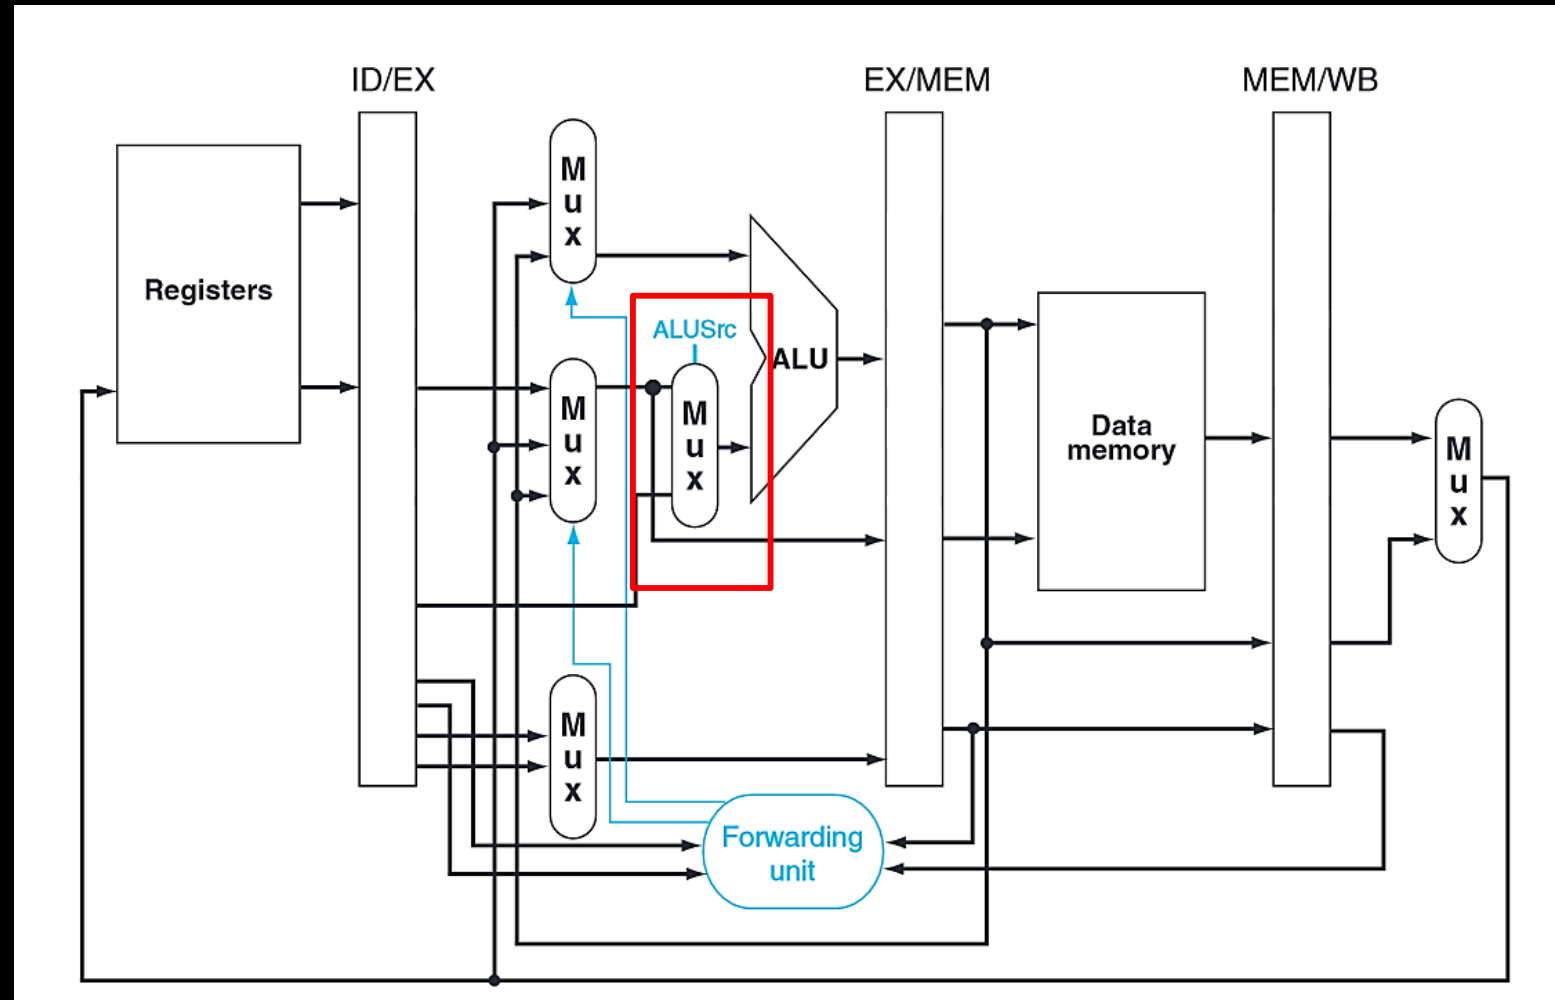 ID/EX
EX/MEM
MEM/WB
Registers
M
u
x
ALUSrc
M
u
x
M
u
x
ALU
Data
memory
M
u
x
M
u
x
Forwarding
unit